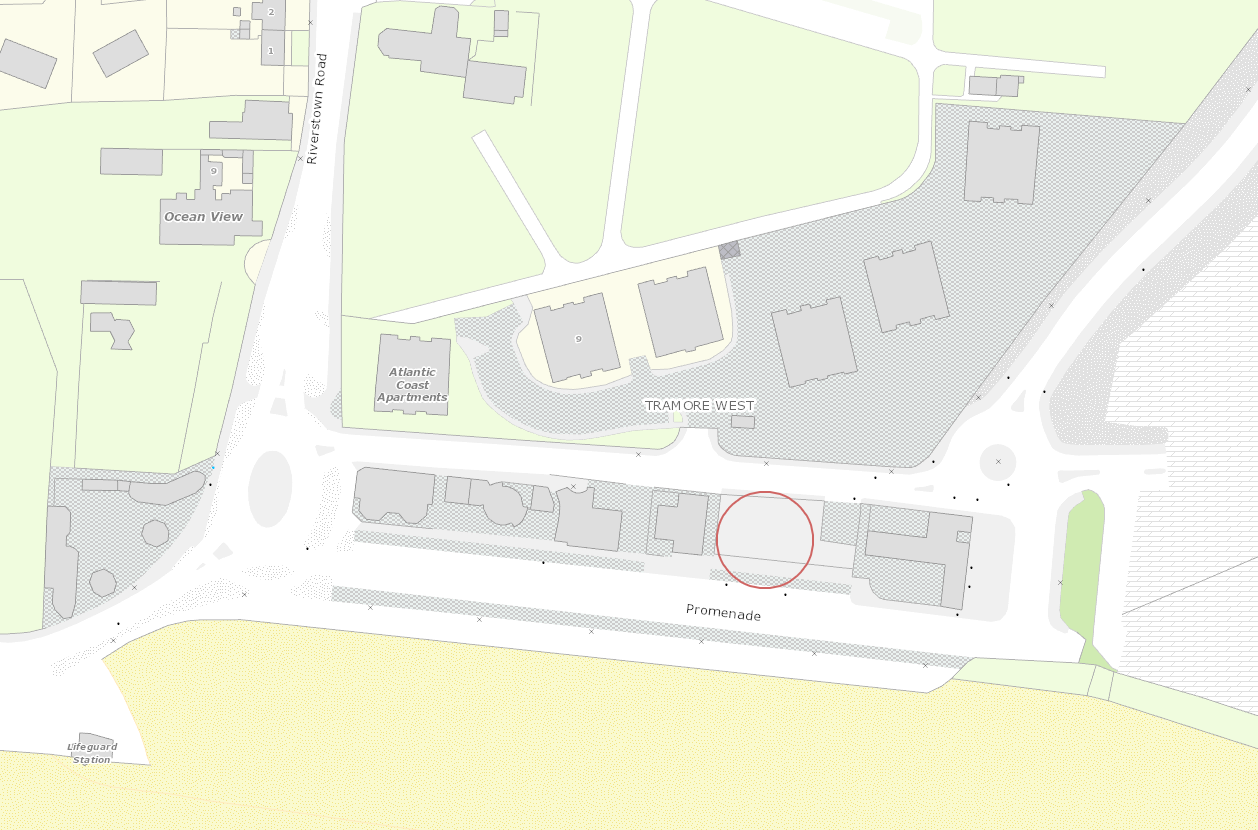 2
1
Riverstown Road
9
Ocean View
9
Atlantic
Coast
Apartments
TRAMORE WEST
Promenade
Lifeguard
Station